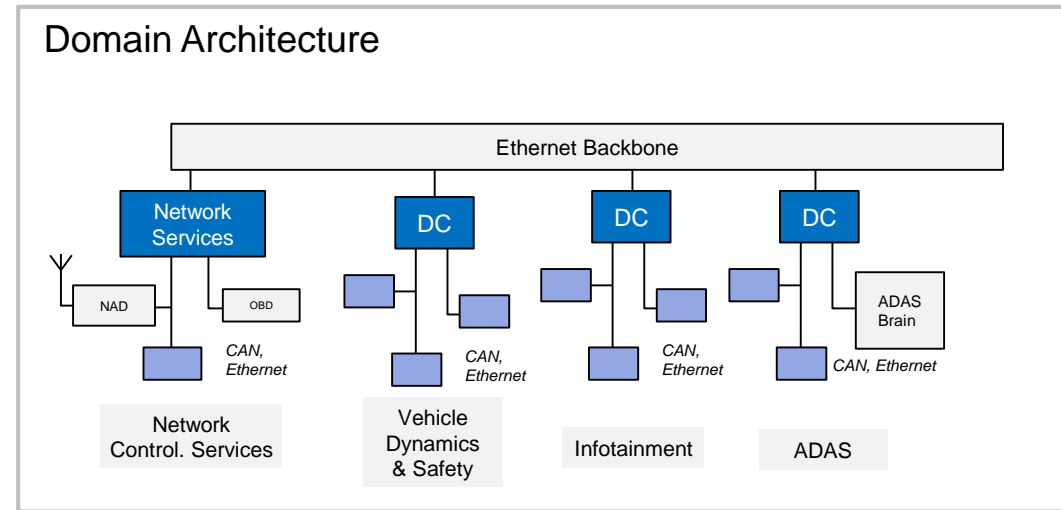 Domain Architecture
Ethernet Backbone
Network
Services
DC
DC
DC
NAD
OBD
ADAS
Brain
CAN,
Ethernet
CAN,
Ethernet
CAN,
Ethernet
CAN, Ethernet
Network
Control. Services
Vehicle
Dynamics
& Safety
Infotainment
ADAS